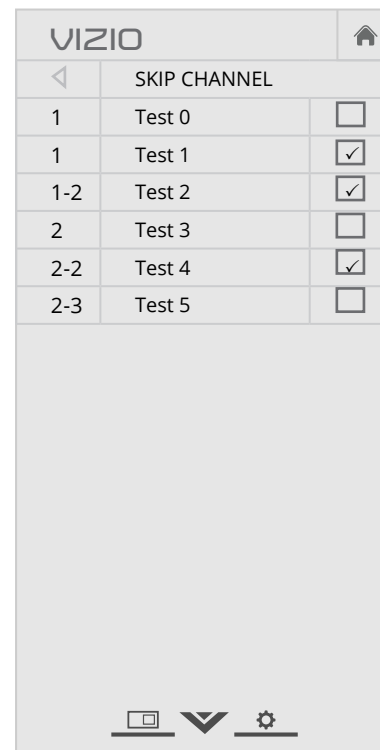 VIZIO
SKIP CHANNEL
1 Test 0
1 Test 1
1-2 Test 2
2 Test 3
2-2 Test 4
2-3 Test 5